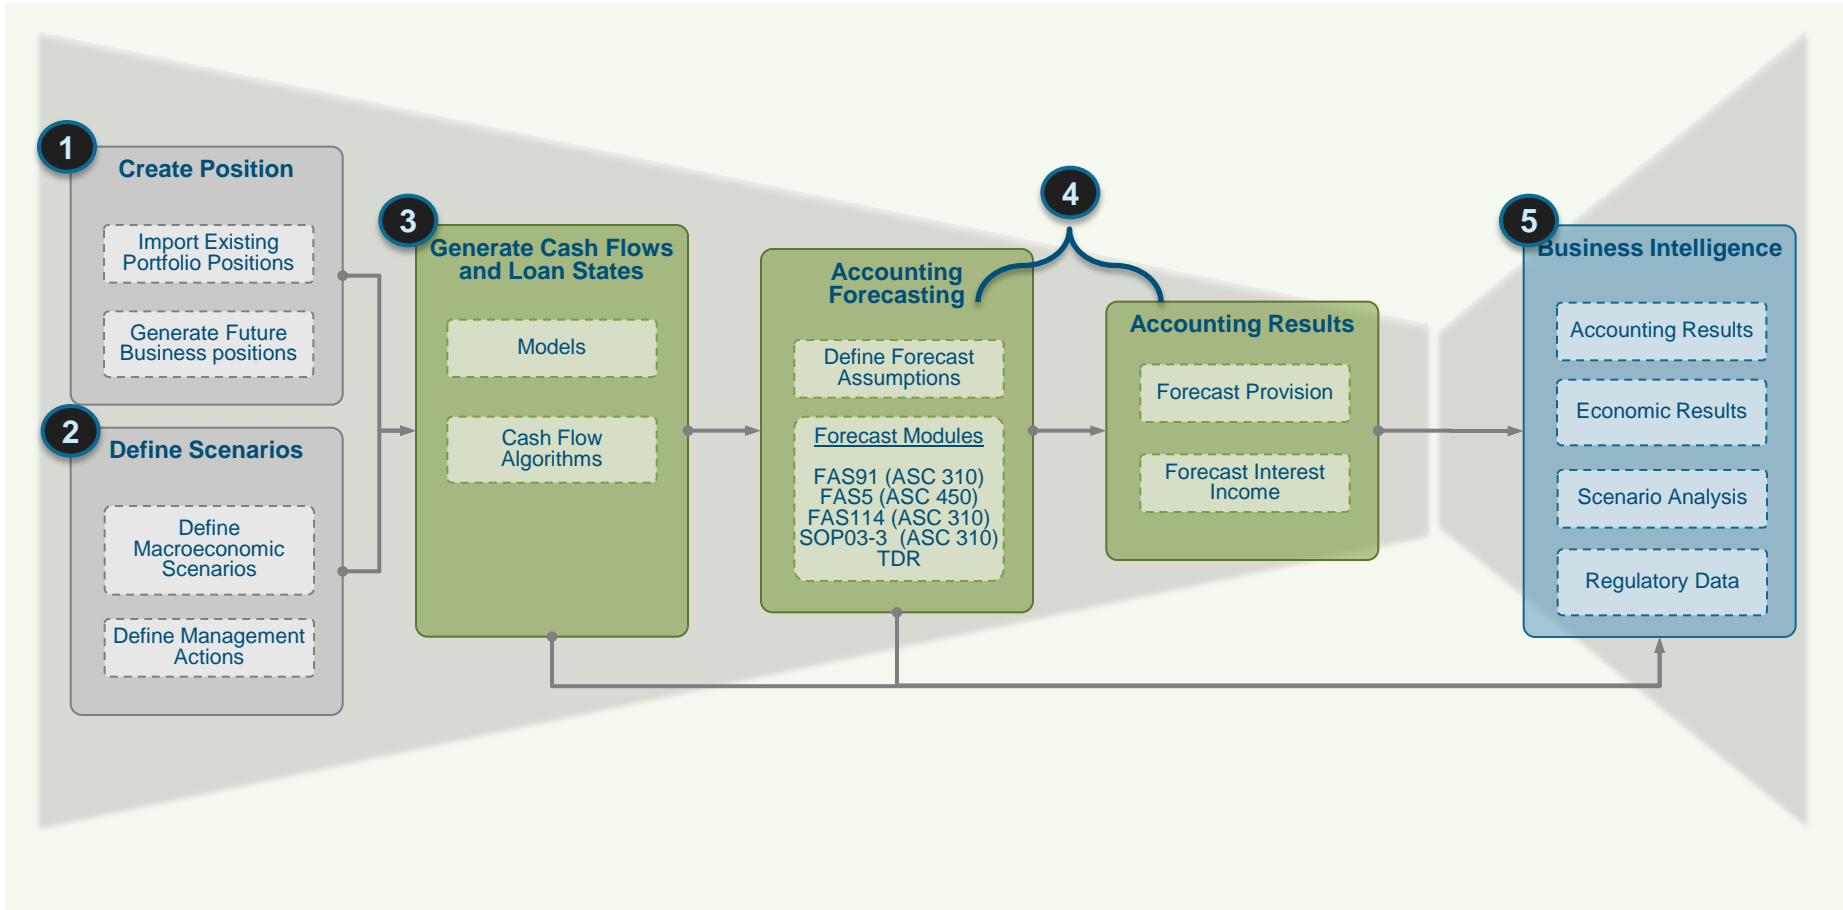 1
Create Position
Import Existing
Portfolio Positions
Generate Future
Business positions
2
Define Scenarios
Define
Macroeconomic
Scenarios
Define Management
Actions
3
Generate Cash Flows
and Loan States
Models
Cash Flow
Algorithms
4
Accounting
Forecasting
Define Forecast
Assumptions
Forecast Modules
FAS91 (ASC 310)
FAS5 (ASC 450)
FAS114 (ASC 310)
SOP03-3  (ASC 310)
TDR
Accounting Results
Forecast Provision
Forecast Interest
Income
5
Business Intelligence
Accounting Results
Economic Results
Scenario Analysis
Regulatory Data